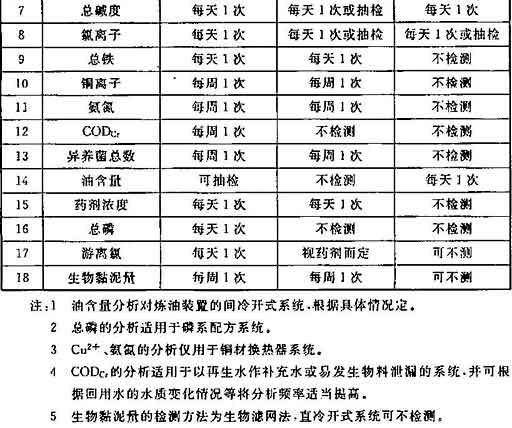 7 总碱度 每天1次 每天1次或抽检 每天1次
8 氯离子 每天1次 每天1次或抽检 每天1次或抽检
9 总铁 每天1次 每天1次 不检测
10 铜离子 每周1次 每周1次 不检测
11 氨氮 每周1次 每周1次 不检测
12 CODCr 每周1次 不检测 不检测
13 异养菌总数 每周1次 每周1次 不检测
14 油含量 可抽检 不检测 每天1次
15 药剂浓度 每天1次 每天1次 不检测
16 总磷 每天1次 不检测 不检测
17 游离氯 每天1次 视药剂而定 可不测
18 生物黏泥量 每周1次 每周1次 可不测
注:1 油含量分析对炼油装置的间冷开式系统,根据具体情况定。
2 总磷的分析适用于磷系配方系统。
3 Cu2+、氨氮的分析仅用于铜材换热器系统。
4 CODCr的分析适用于以再生水作补充水或易发生物料泄漏的系统,并可根
据回用水的水质变化情况等将分析频率适当提高。
5 生物黏泥量的检测方法为生物滤网法,直冷开式系统可不检测。